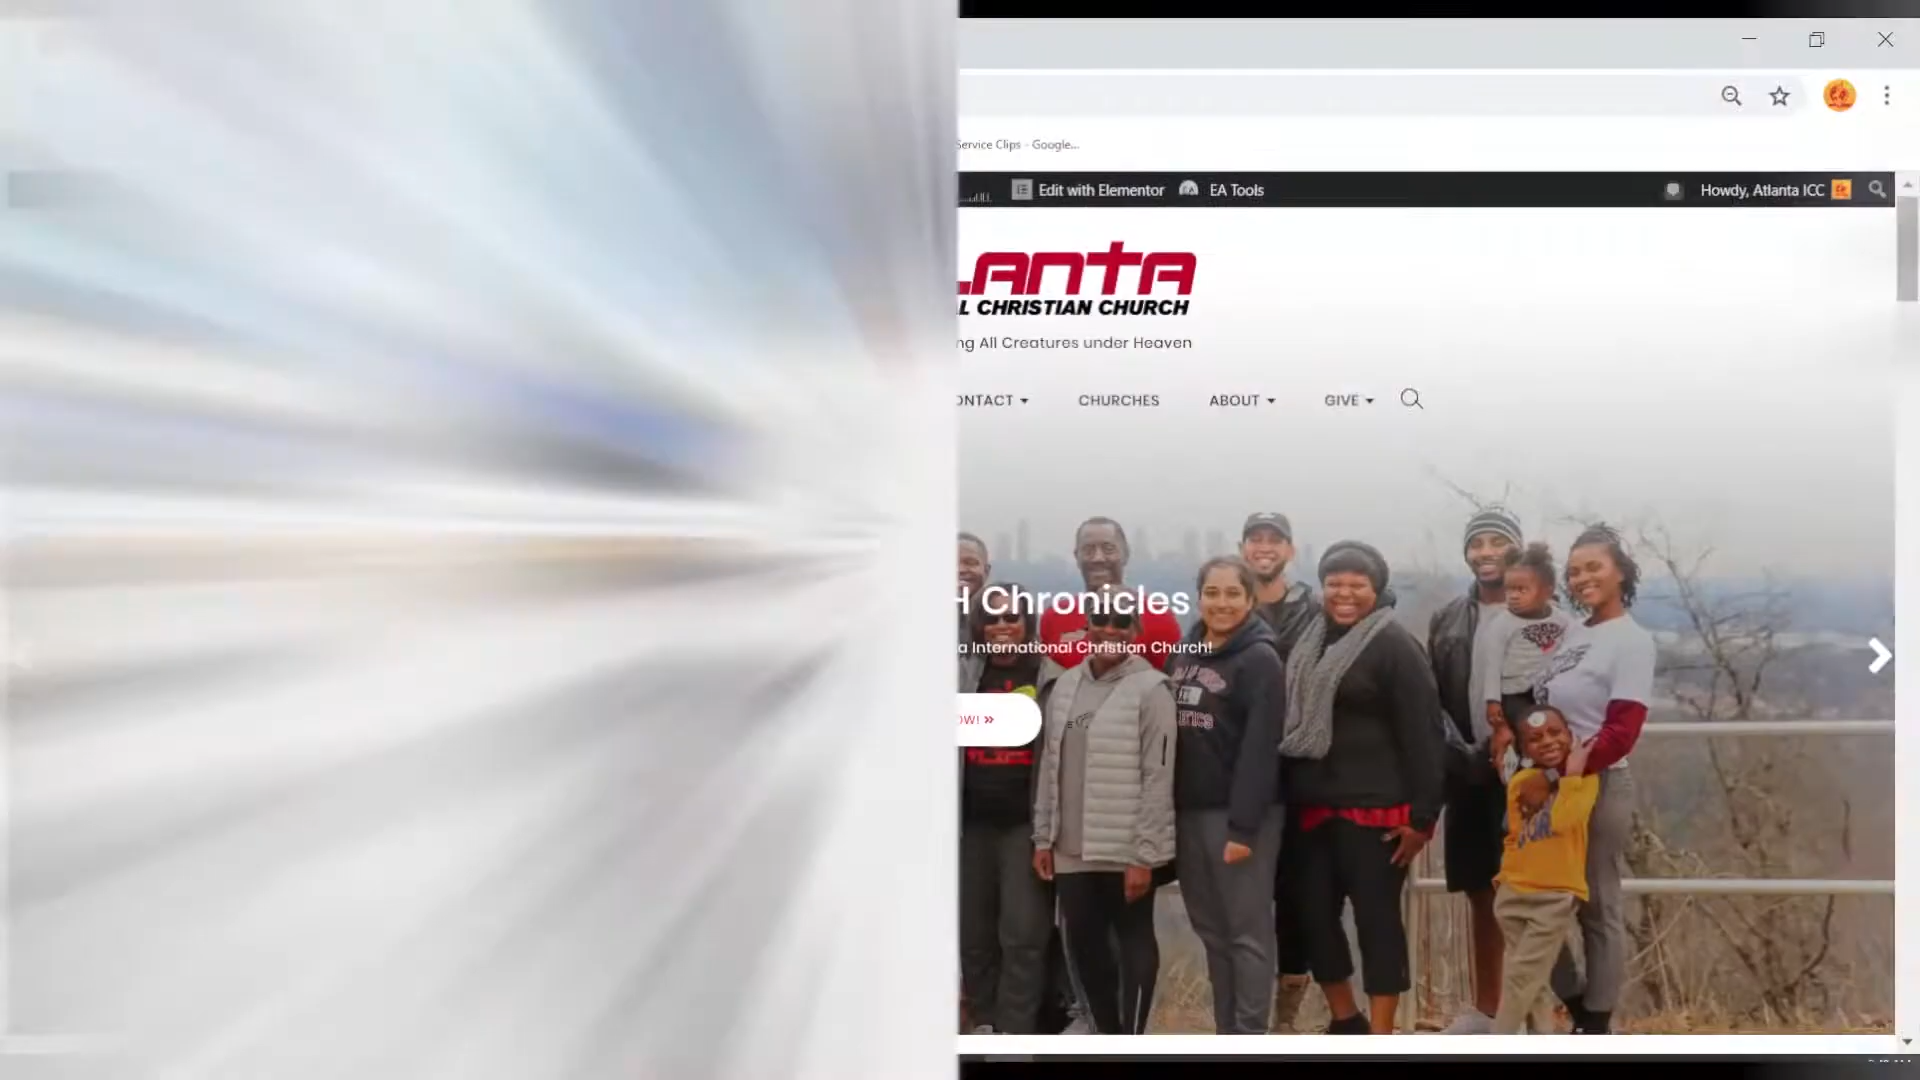 Service Clips - Google...
Edit with Elementor
EA Tools
Howdy, Atlanta ICC
LANTA
L CHRISTIAN CHURCH
ng All Creatures under Heaven
ONTACT
CHURCHES
ABOUT
GIVE
H Chronicles
a International Christian Church!
OW! »